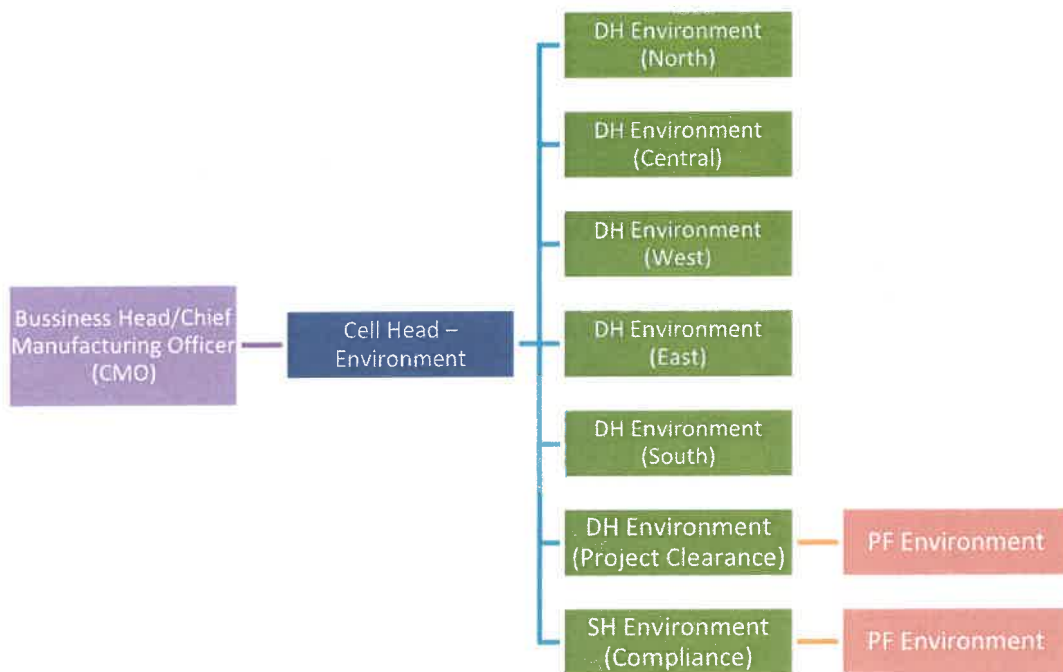 DH Environment
(North)
DH Environment
(Central)
DH Environment
(West)
Bussiness Head/Chief
Manufacturing Officer
(CMO)
Cell Head –
Environment
DH Environment
(East)
DH Environment
(South)
DH Environment
(Project Clearance)
PF Environment
SH Environment
(Compliance)
PF Environment